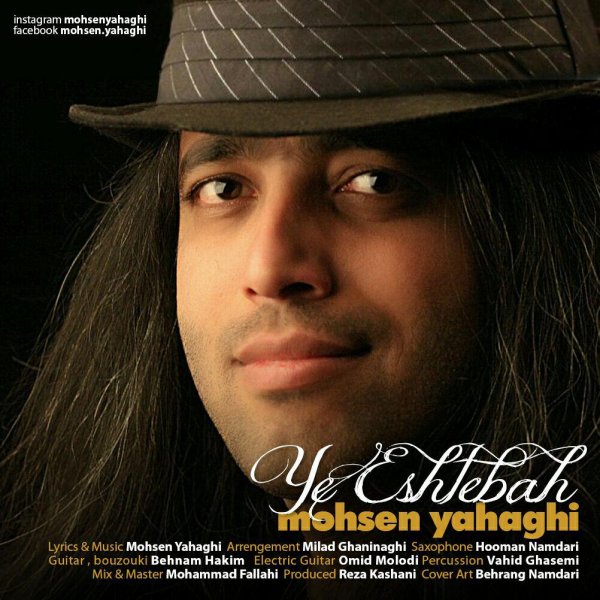 instagram mohsenyahaghi
facebook mohsen.yahaghi
Ye Eshtebah
mohsen yahaghi
Lyrics & Music Mohsen Yahaghi Arrengement Milad Ghaninaghi Saxophone Hooman Namdari
Guitar , bouzouki Behnam Hakim Electric Guitar Omid Molodi Percussion Vahid Ghasemi
Mix & Master Mohammad Fallahi Produced Reza Kashani Cover Art Behrang Namdari